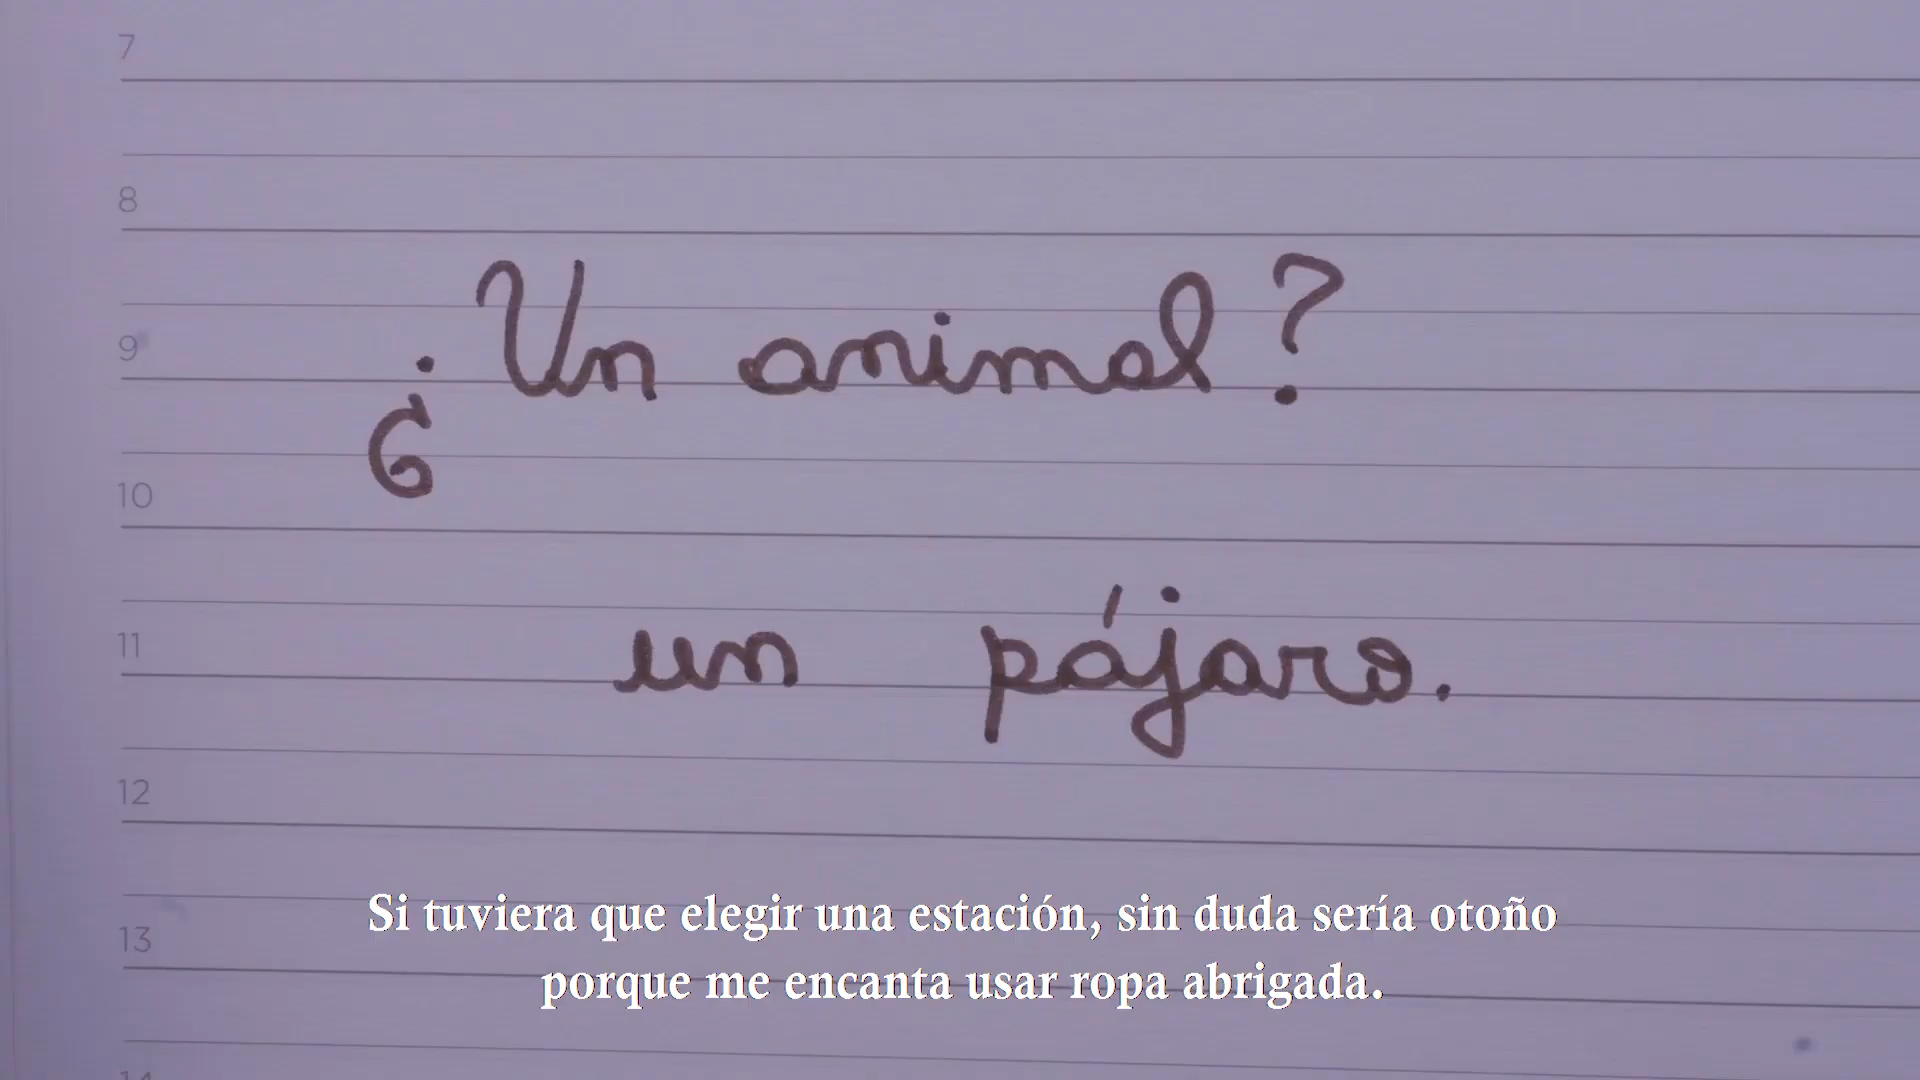 7
8
¿Un animal?
9
10
un pájaro.
11
12
Si tuviera que elegir una estación, sin duda sería otoño
13
porque me encanta usar ropa abrigada.
14